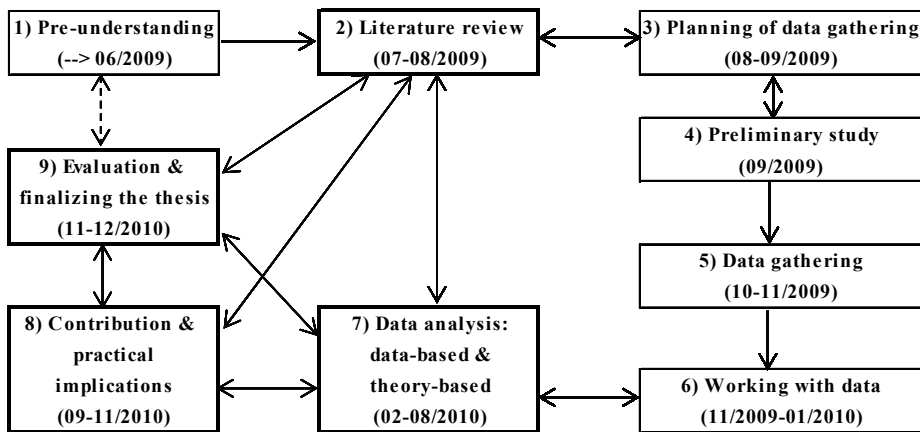 1) Pre-understanding
(--> 06/2009)
2) Literature review
(07-08/2009)
3) Planning of data gathering
(08-09/2009)
4) Preliminary study
(09/2009)
9) Evaluation &
finalizing the thesis
(11-12/2010)
5) Data gathering
(10-11/2009)
8) Contribution &
practical
implications
(09-11/2010)
7) Data analysis:
data-based &
theory-based
(02-08/2010)
6) Working with data
(11/2009-01/2010)